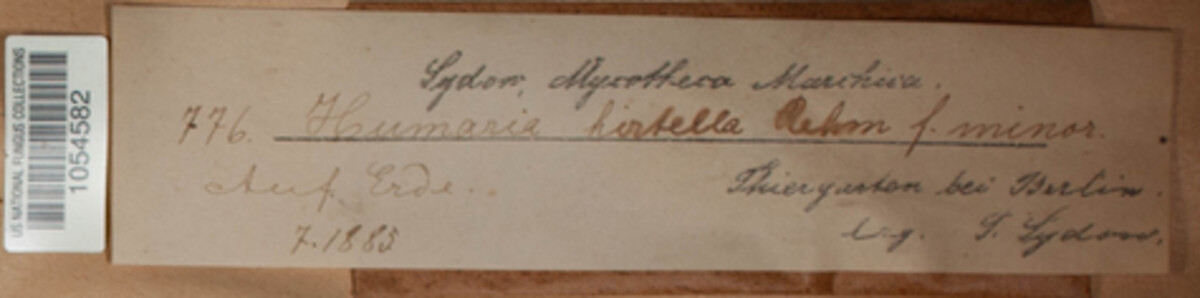 US NATIONAL FUNGUS COLLECTIONS
1054582
Sydow, Mycotheca Marchica.
776. Humaria hirtella Rehm f. minor.
Auf Erde.
Thiergarten bei Berlin.
7.1885
leg. P. Sydow.